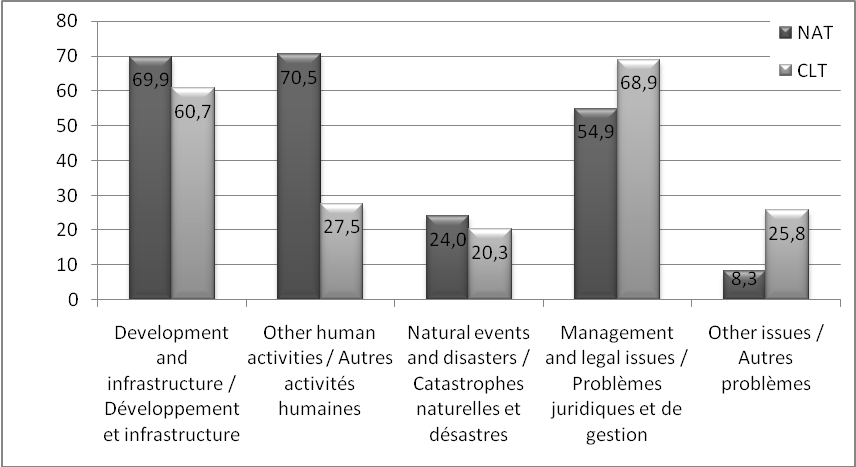 80
70
60
50
40
30
20
10
0
NAT
CLT
69,9
60,7
70,5
27,5
24,0
20,3
54,9
68,9
8,3
25,8
Development
and
infrastructure /
Développement
et infrastructure
Other human
activities / Autres
activités
humaines
Natural events
and disasters /
Catastrophes
naturelles et
désastres
Management
and legal issues /
Problèmes
juridiques et de
gestion
Other issues /
Autres
problèmes